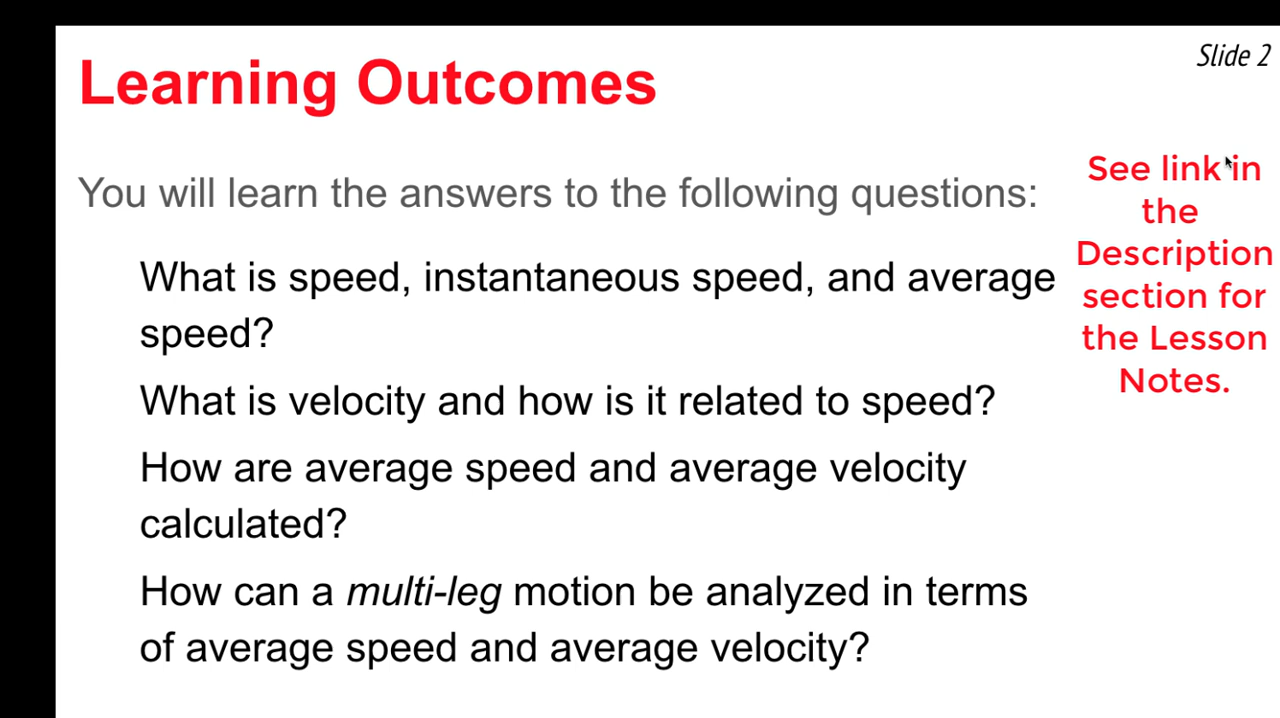 Slide 2
Learning Outcomes
You will learn the answers to the following questions:
What is speed, instantaneous speed, and average
speed?
What is velocity and how is it related to speed?
How are average speed and average velocity
calculated?
How can a multi-leg motion be analyzed in terms
of average speed and average velocity?
See link in
the
Description
section for
the Lesson
Notes.